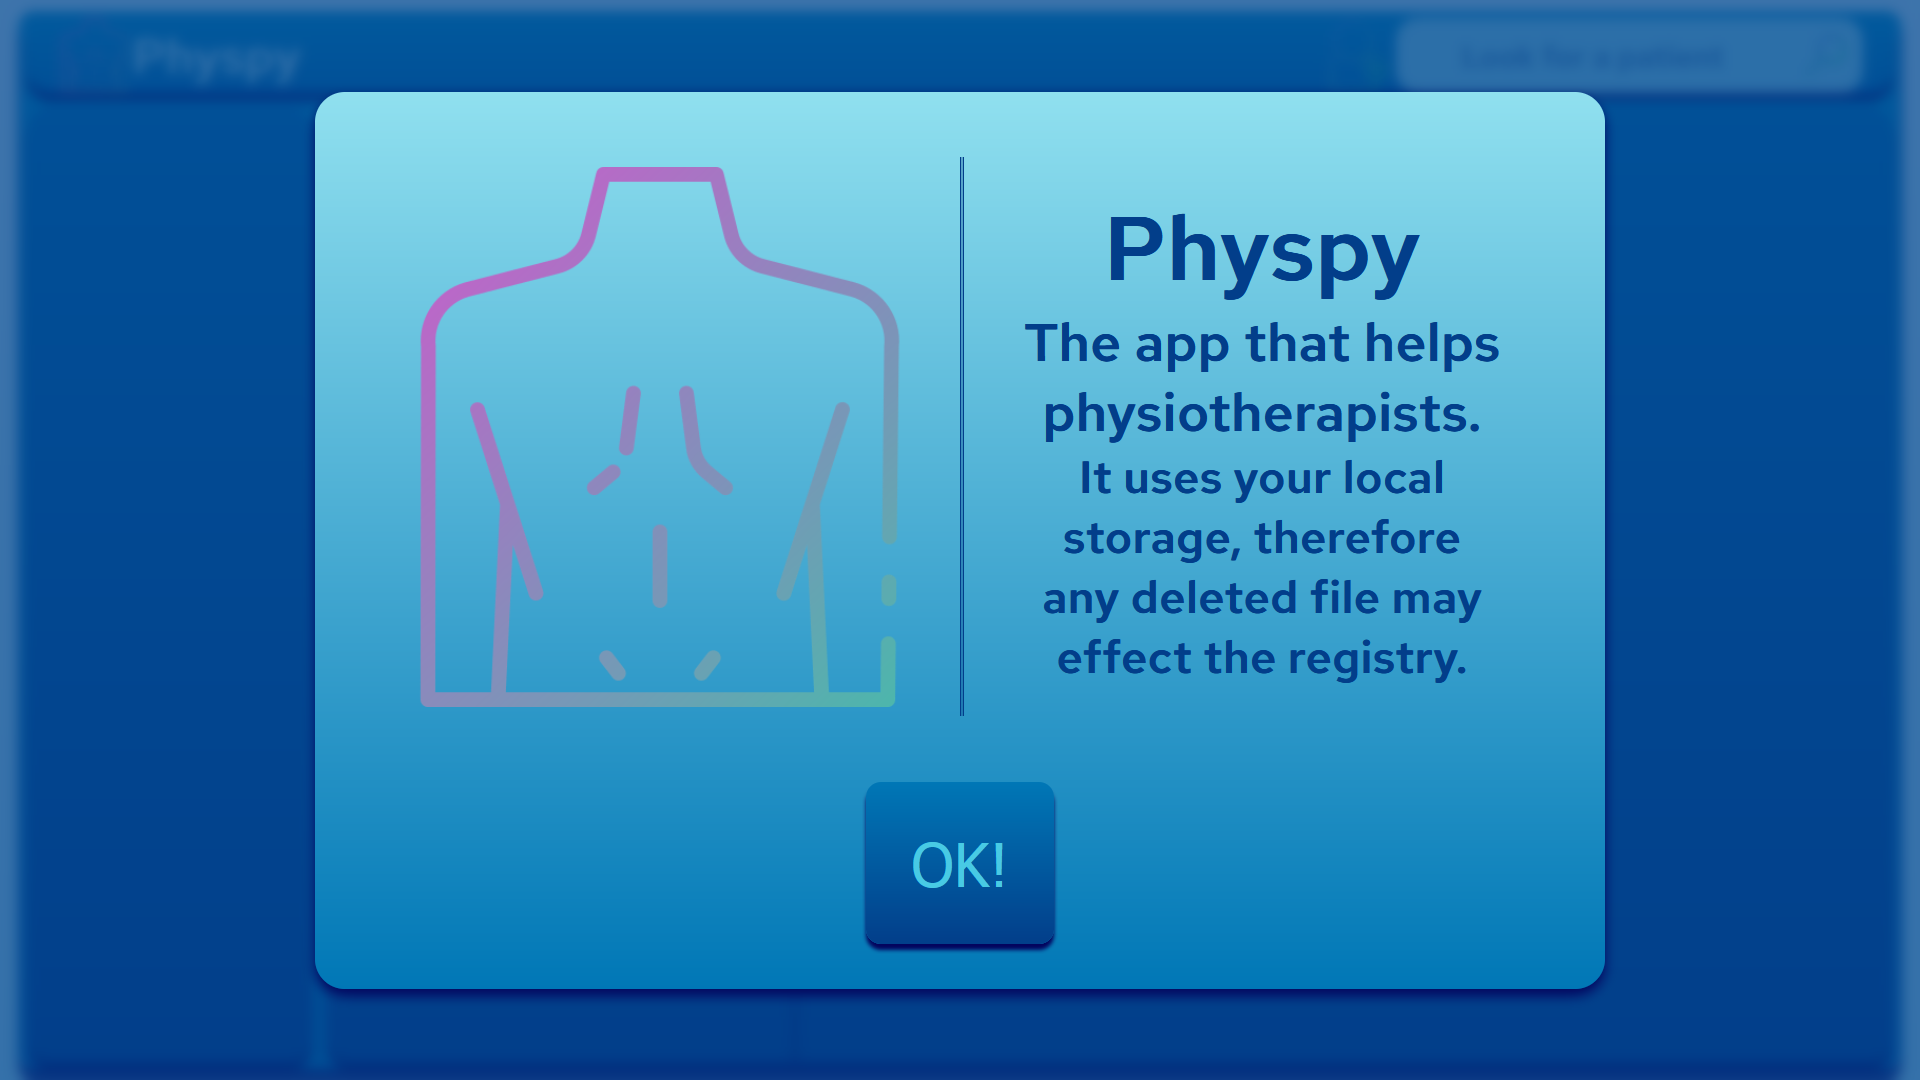 Physpy
Look for a patient
Physpy
The app that helps
physiotherapists.
It uses your local
storage, therefore
any deleted file may
effect the registry.
OK!